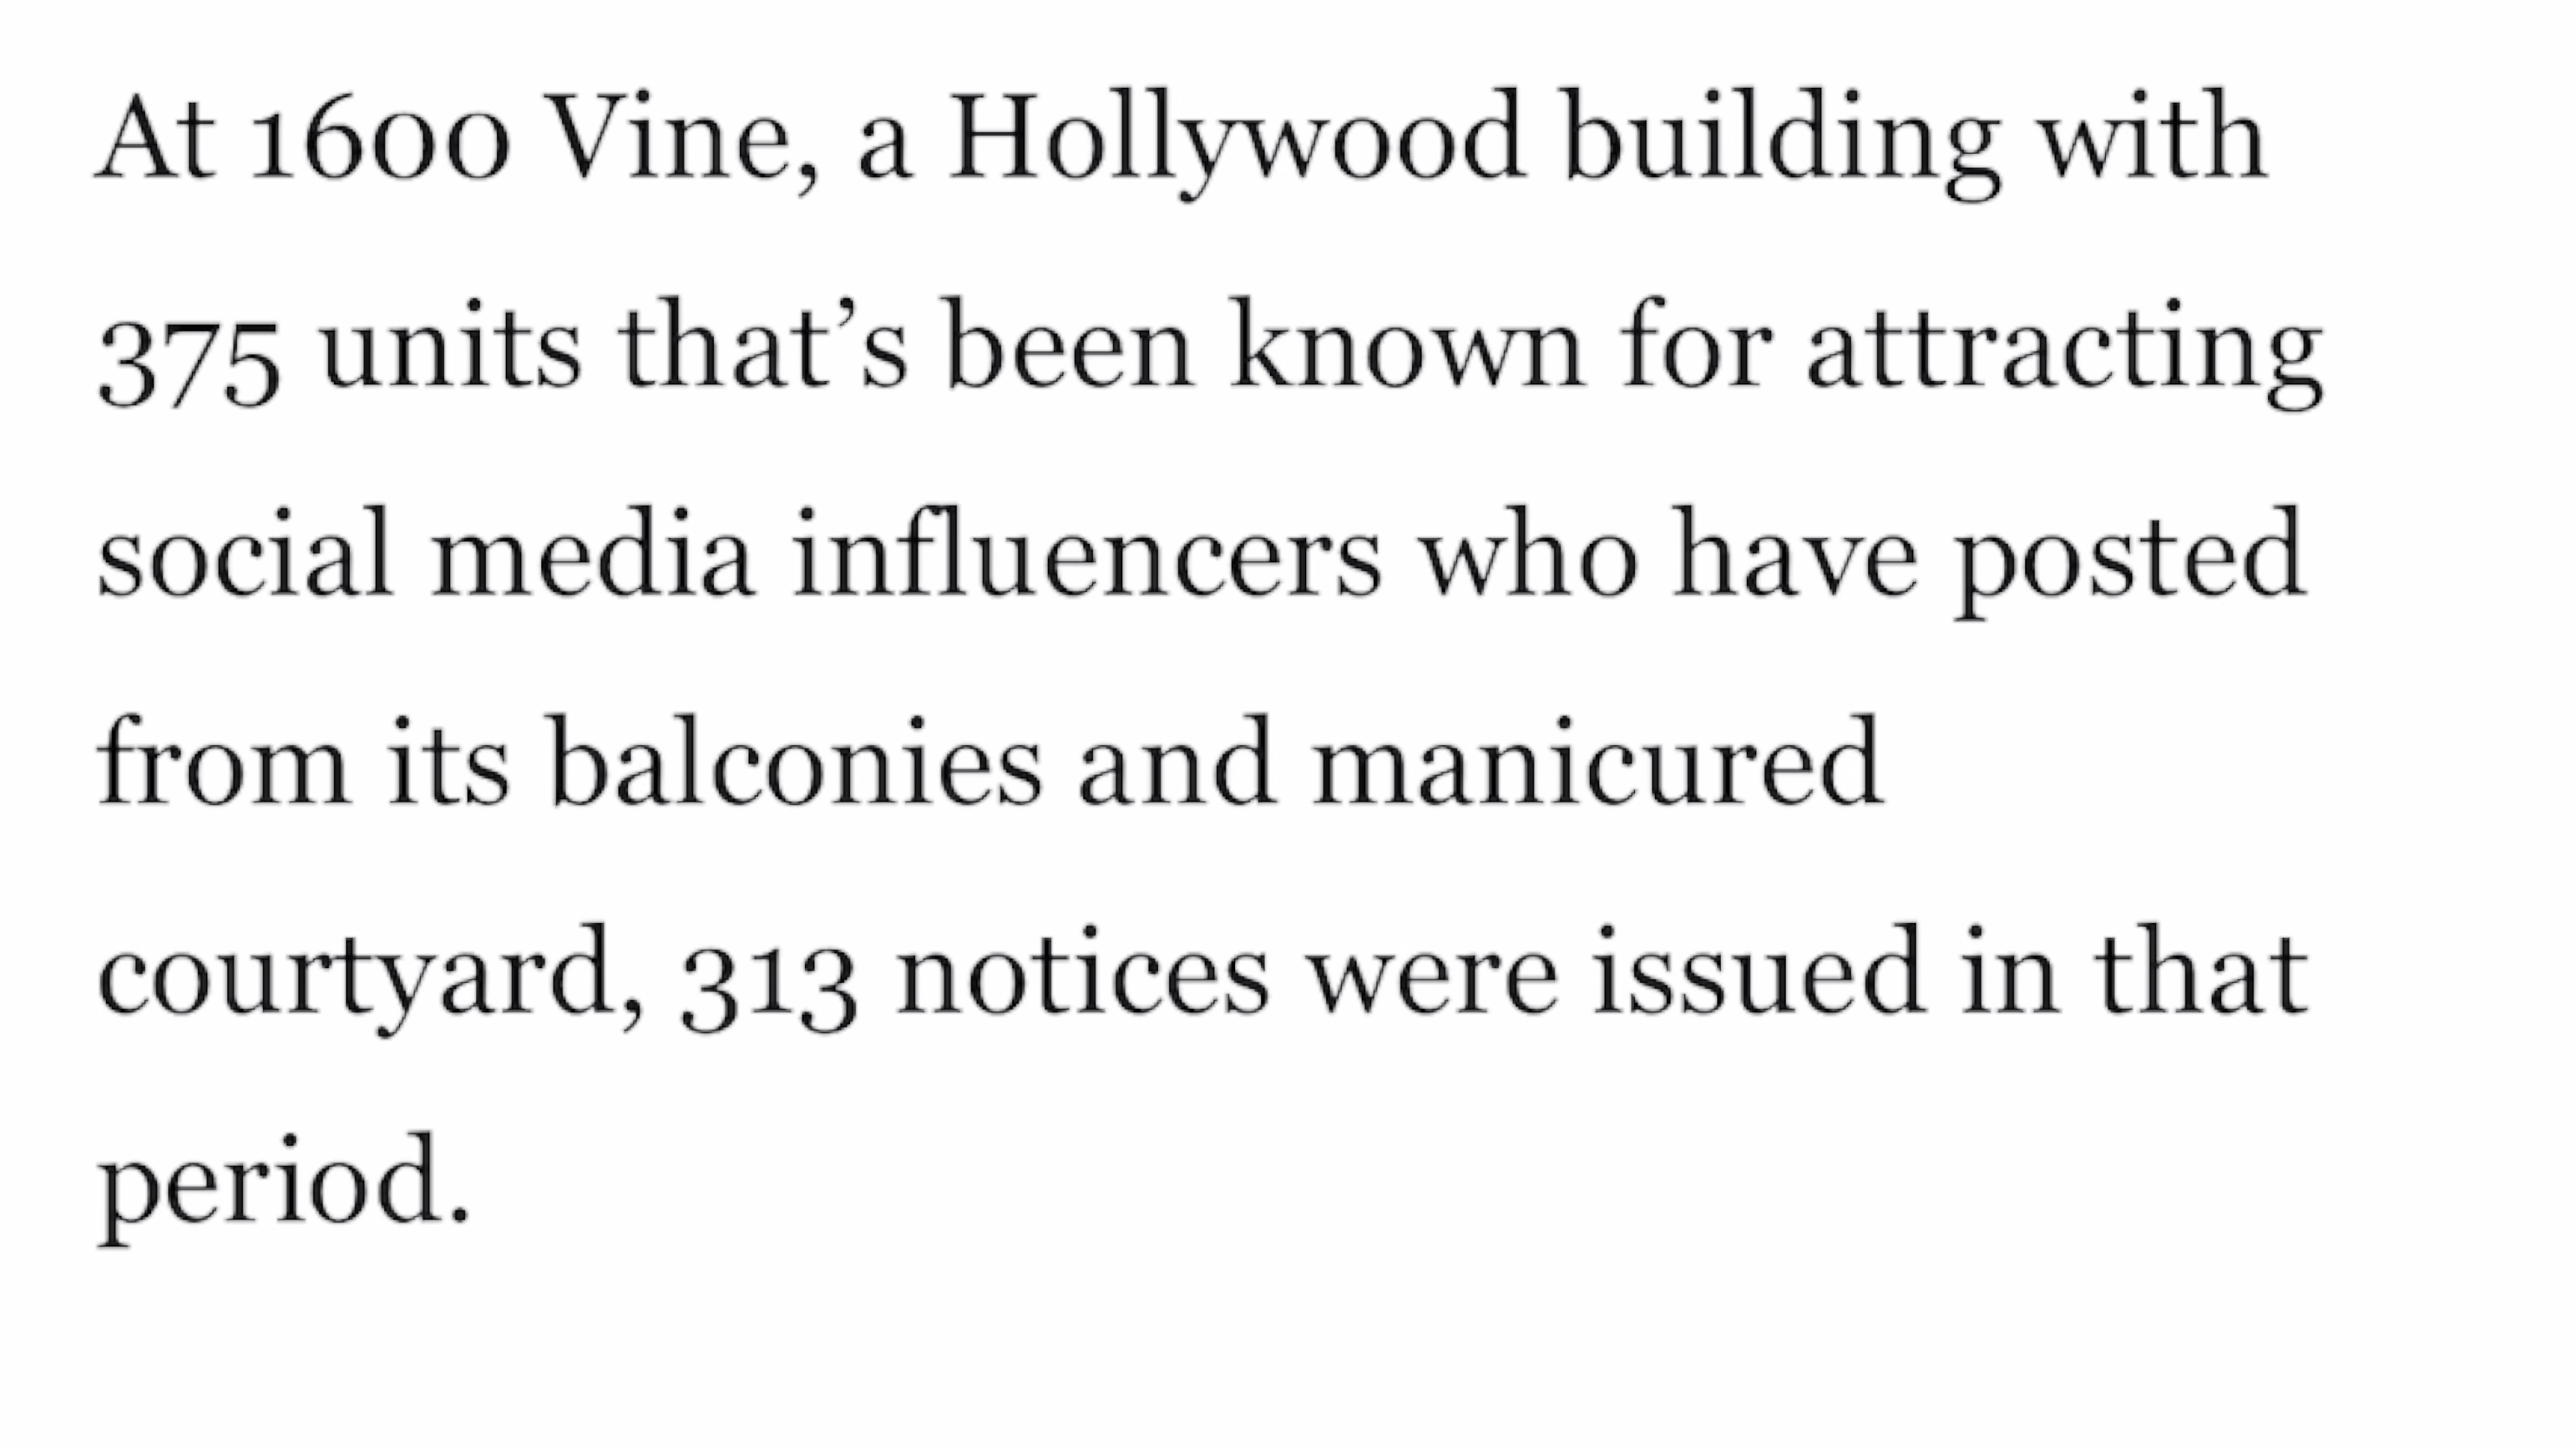 At 1600 Vine, a Hollywood building with
375 units that’s been known for attracting
social media influencers who have posted
from its balconies and manicured
courtyard, 313 notices were issued in that
period.